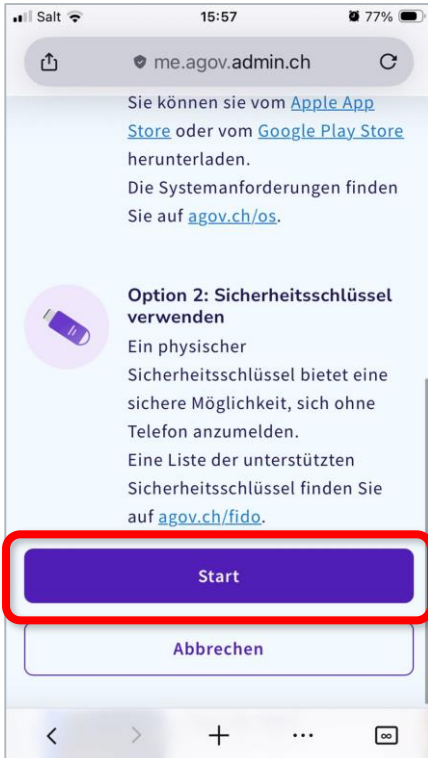 Salt 15:57 77%
me.agov.admin.ch
Sie können sie vom Apple App
Store oder vom Google Play Store
herunterladen.
Die Systemanforderungen finden
Sie auf agov.ch/os.
Option 2: Sicherheitsschlüssel
verwenden
Ein physischer
Sicherheitsschlüssel bietet eine
sichere Möglichkeit, sich ohne
Telefon anzumelden.
Eine Liste der unterstützten
Sicherheitsschlüssel finden Sie
auf agov.ch/fido.
Start
Abbrechen